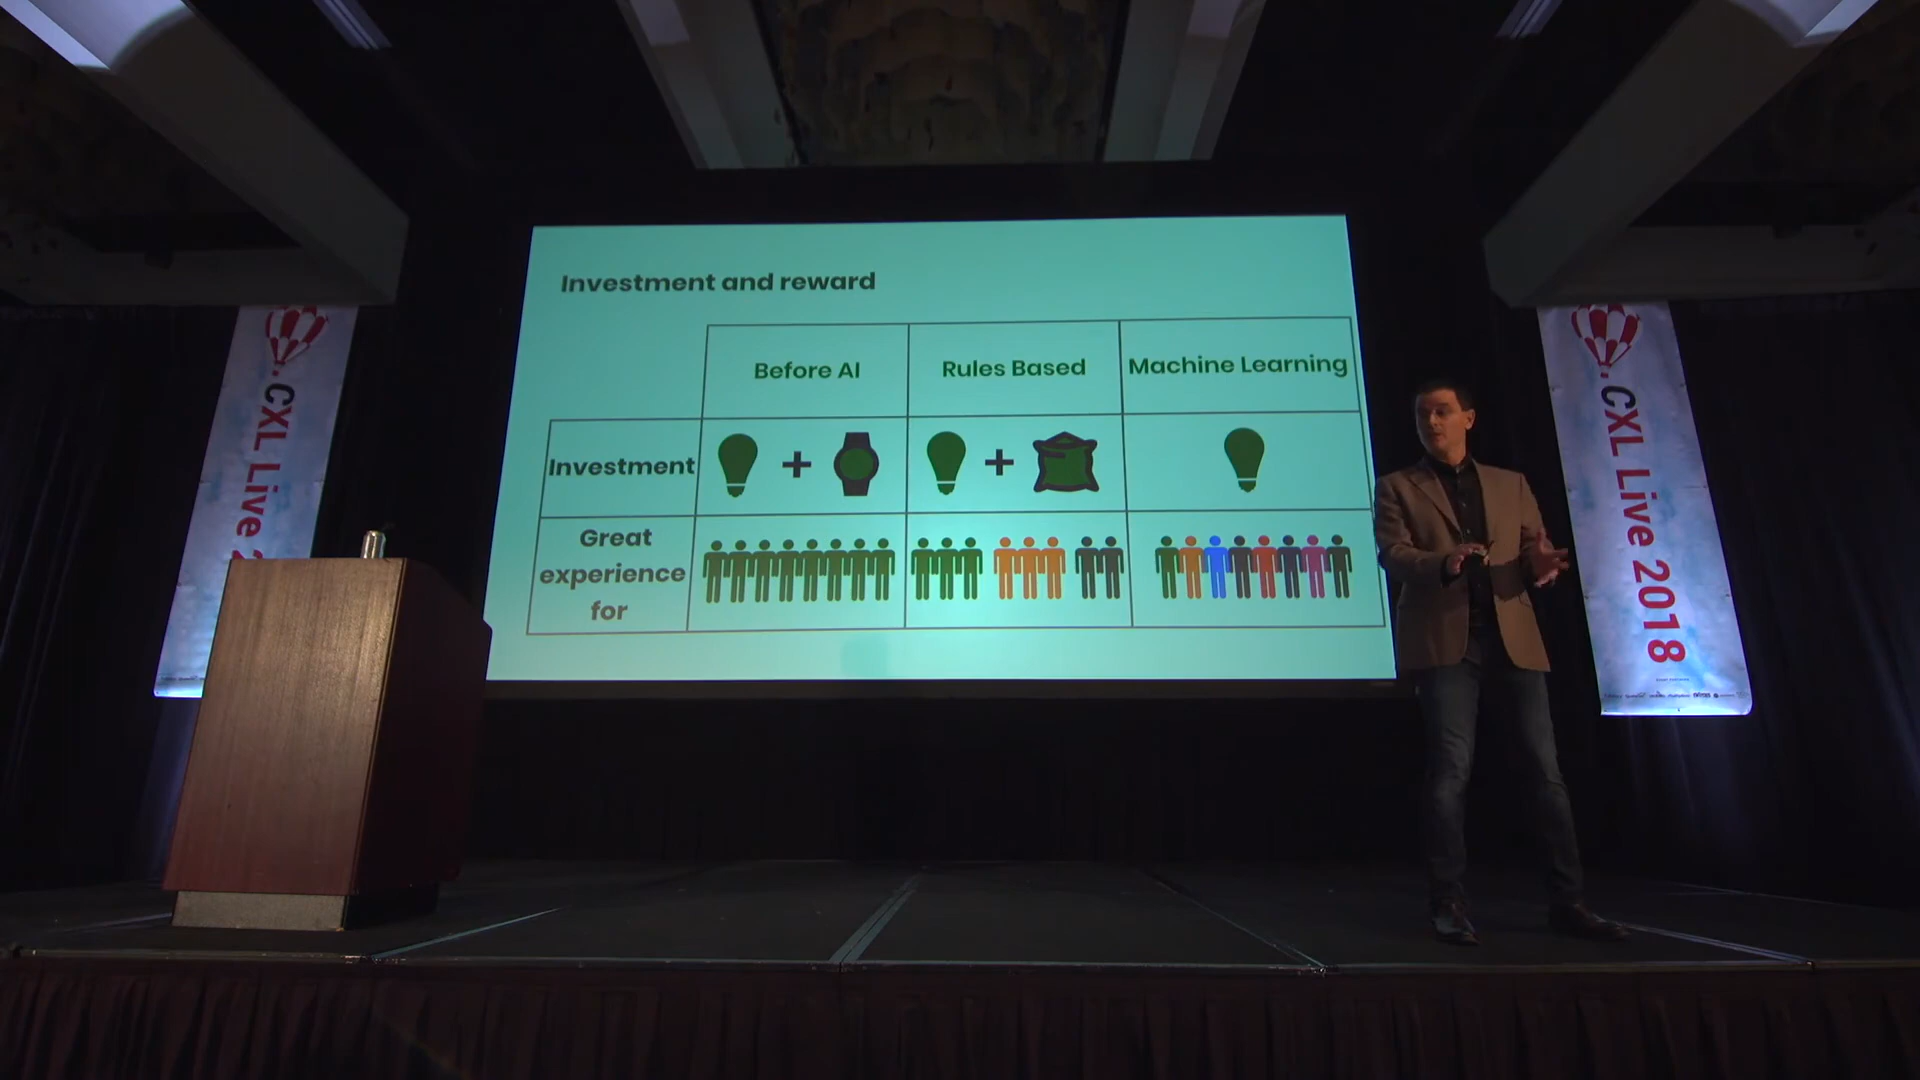 Investment and reward
Before AI
Rules Based
Machine Learning
Investment
Great
experience
for
CXL Live 2
CXL Live 2018